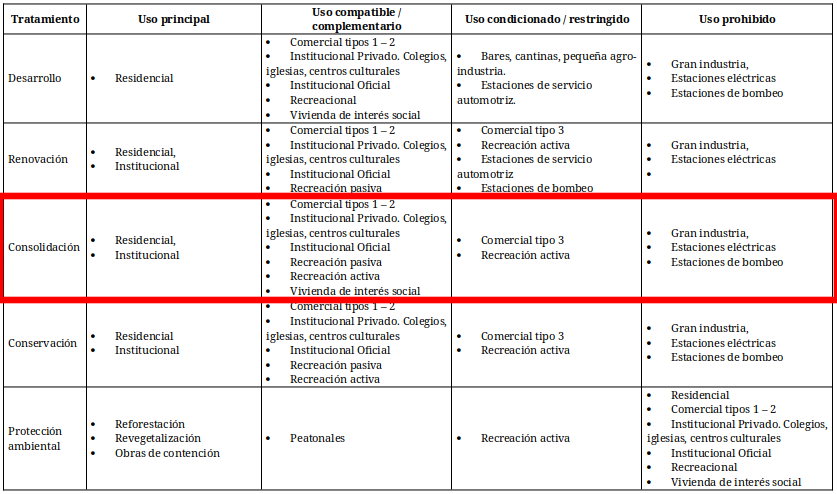 Tratamiento
Uso principal
Uso compatible /
complementario
Uso condicionado / restringido
Uso prohibido
Desarrollo
• Residencial
• Comercial tipos 1 – 2
• Institucional Privado. Colegios,
iglesias, centros culturales
• Institucional Oficial
• Recreacional
• Vivienda de interés social
• Bares, cantinas, pequeña agro-
industria.
• Estaciones de servicio
automotriz.
• Gran industria,
• Estaciones eléctricas
• Estaciones de bombeo
Renovación
• Residencial,
• Institucional
• Comercial tipos 1 – 2
• Institucional Privado. Colegios,
iglesias, centros culturales
• Institucional Oficial
• Recreación pasiva
• Comercial tipo 3
• Recreación activa
• Estaciones de servicio
automotriz
• Estaciones de bombeo
• Gran industria,
• Estaciones eléctricas
•
Consolidación
• Residencial,
• Institucional
• Comercial tipos 1 – 2
• Institucional Privado. Colegios,
iglesias, centros culturales
• Institucional Oficial
• Recreación pasiva
• Recreación activa
• Vivienda de interés social
• Comercial tipo 3
• Recreación activa
• Gran industria,
• Estaciones eléctricas
• Estaciones de bombeo
Conservación
• Residencial
• Institucional
• Comercial tipos 1 – 2
• Institucional Privado. Colegios,
iglesias, centros culturales
• Institucional Oficial
• Recreación pasiva
• Recreación activa
• Comercial tipo 3
• Recreación activa
• Gran industria,
• Estaciones eléctricas
• Estaciones de bombeo
Protección
ambiental
• Reforestación
• Revegetalización
• Obras de contención
• Peatonales
• Recreación activa
• Residencial
• Comercial tipos 1 – 2
• Institucional Privado. Colegios,
iglesias, centros culturales
• Institucional Oficial
• Recreacional
• Vivienda de interés social